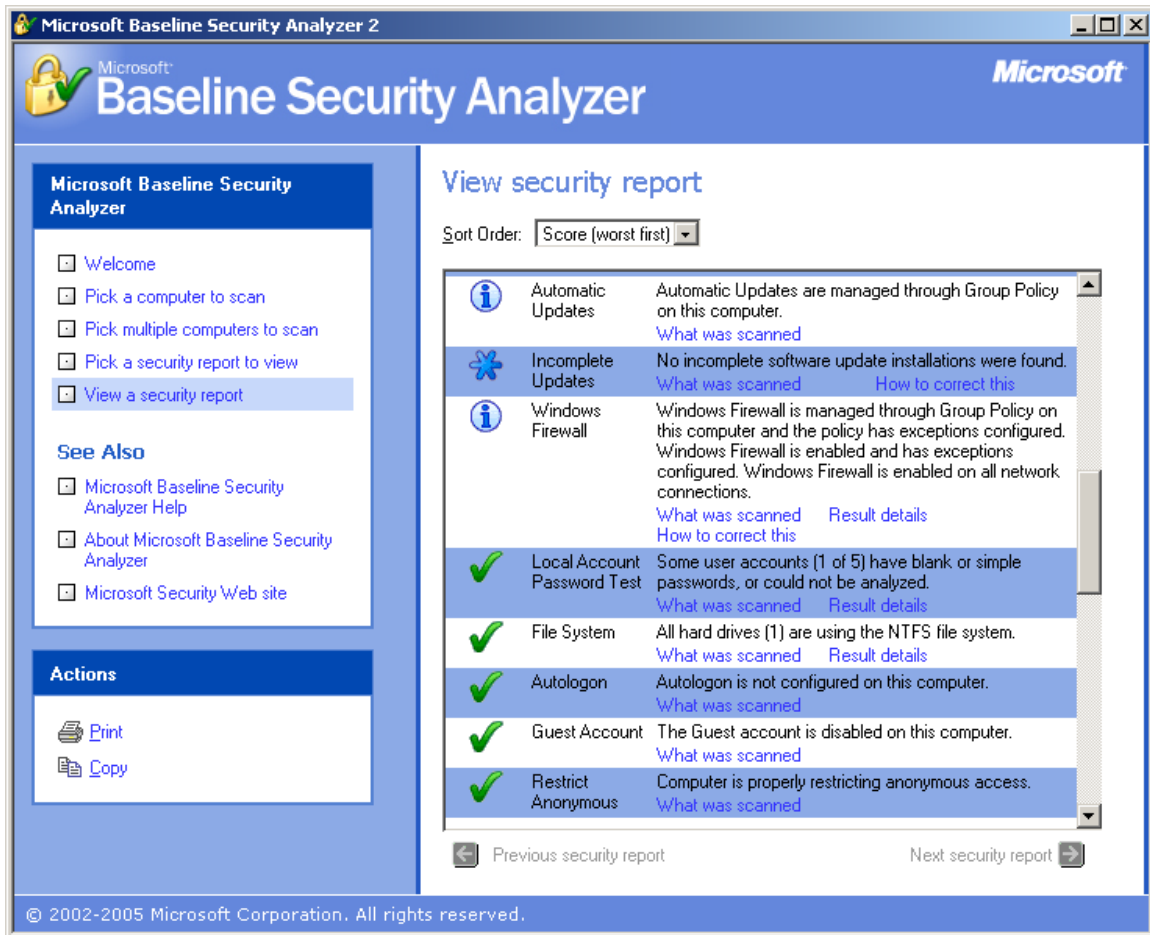 Microsoft Baseline Security Analyzer 2
Microsoft
Baseline Security Analyzer
Microsoft
Microsoft Baseline Security
Analyzer
Welcome
Pick a computer to scan
Pick multiple computers to scan
Pick a security report to view
View a security report
See Also
Microsoft Baseline Security
Analyzer Help
About Microsoft Baseline Security
Analyzer
Microsoft Security Web site
Actions
Print
Copy
View security report
Sort Order: Score (worst first)
Automatic
Updates
Automatic Updates are managed through Group Policy
on this computer.
What was scanned
Incomplete
Updates
No incomplete software update installations were found.
What was scanned How to correct this
Windows
Firewall
Windows Firewall is managed through Group Policy on
this computer and the policy has exceptions configured.
Windows Firewall is enabled and has exceptions
configured. Windows Firewall is enabled on all network
connections.
What was scanned Result details
How to correct this
Local Account
Password Test
Some user accounts (1 of 5) have blank or simple
passwords, or could not be analyzed.
What was scanned Result details
File System
All hard drives (1) are using the NTFS file system.
What was scanned Result details
Autologon
Autologon is not configured on this computer.
What was scanned
Guest Account
The Guest account is disabled on this computer.
What was scanned
Restrict
Anonymous
Computer is properly restricting anonymous access.
What was scanned
Previous security report
Next security report
© 2002-2005 Microsoft Corporation. All rights reserved.